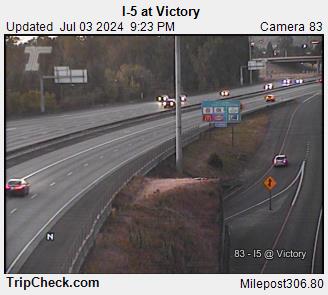 I-5 at Victory
Updated Jul 03 2024 9:23 PM
Camera 83
T
N
83 - I5 @ Victory
TripCheck.com
Milepost306.80